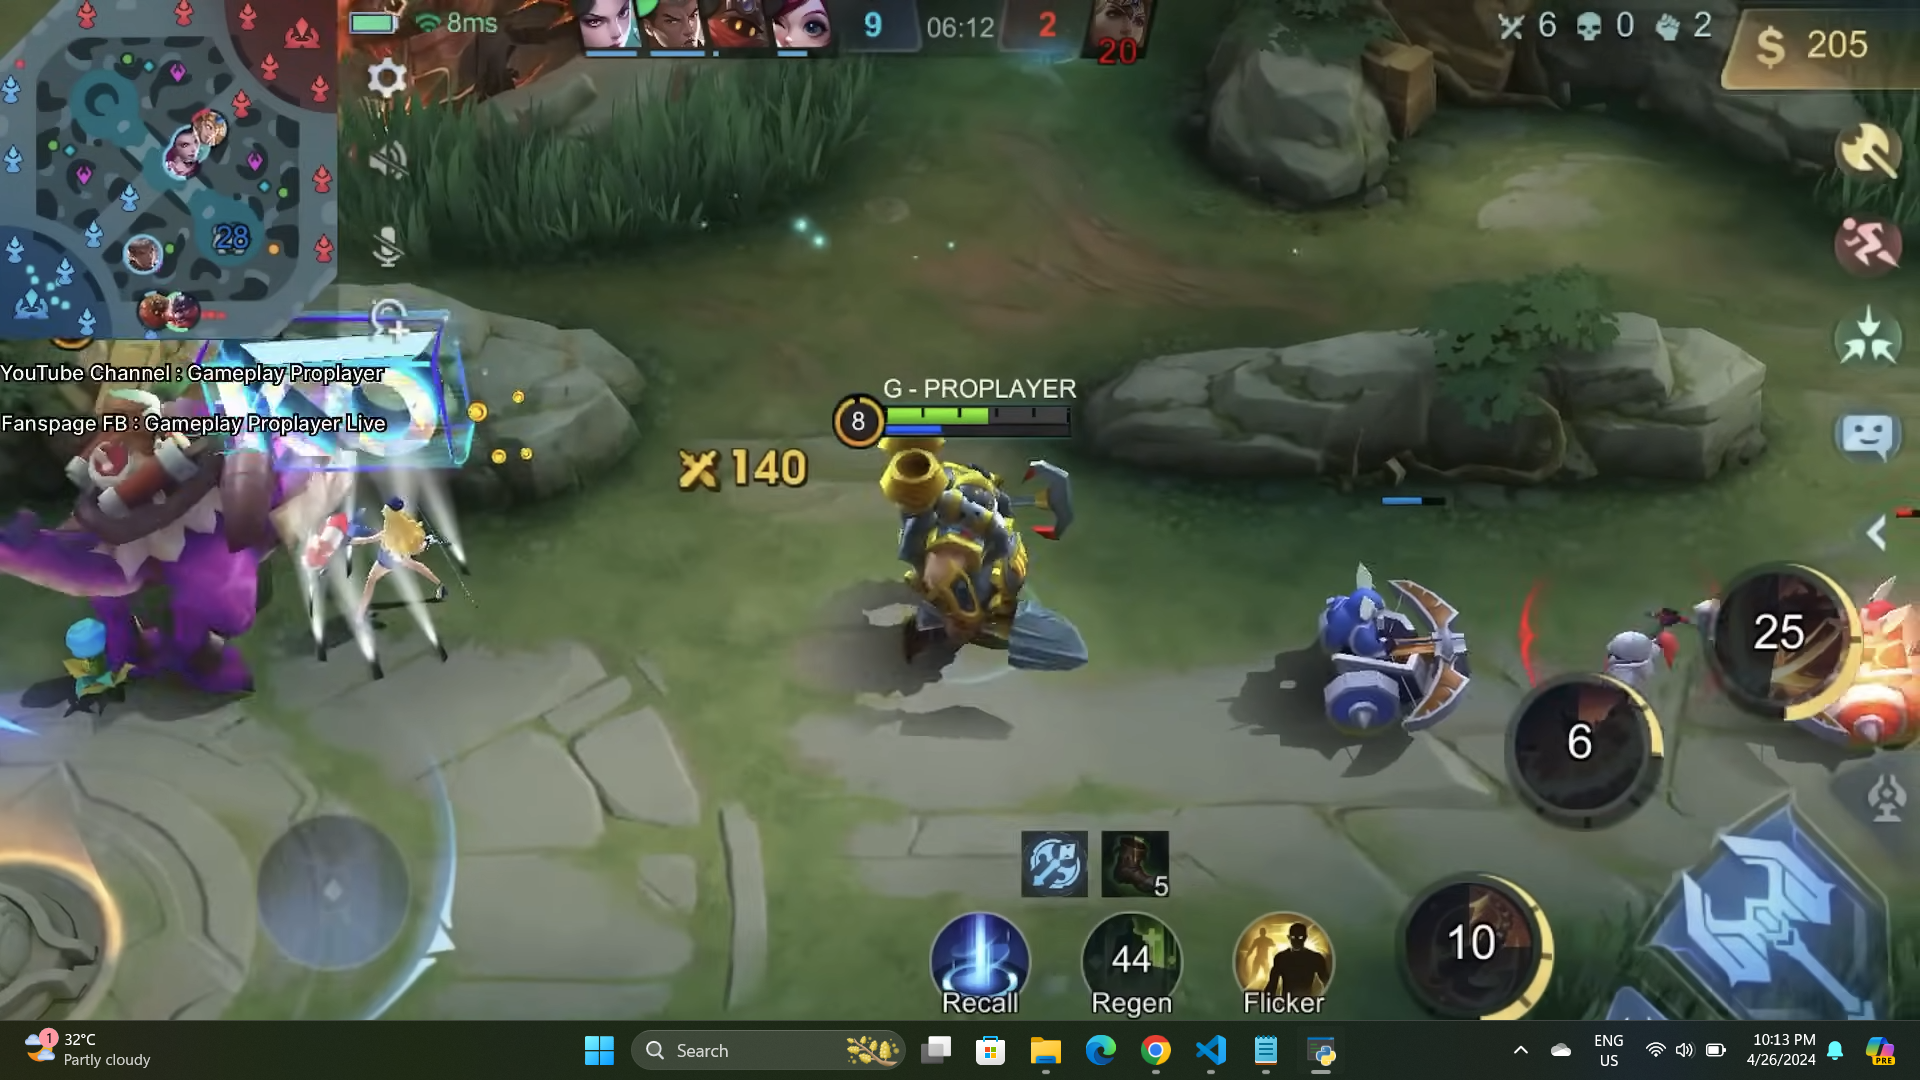 8ms
9
06:12
2
20
6
0
2
$ 205
28
YouTube Channel : Gameplay Proplayer
Fanspage FB : Gameplay Proplayer Live
G - PROPLAYER
8
140
25
6
5
10
44
Recall
Regen
Flicker
1
32°C
Partly cloudy
Search
ENG
US
10:13 PM
4/26/2024
PRE